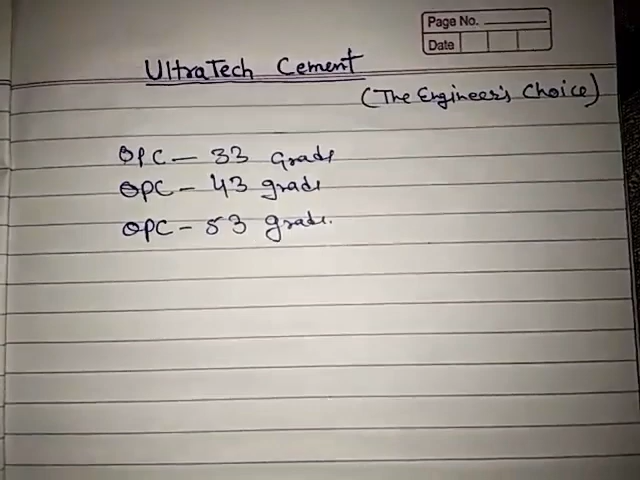 Page No.
Date
UltraTech Cement
(The Engineer's Choice)
OPC - 33 Grade
OPC - 43 grade
OPC - 53 grade.